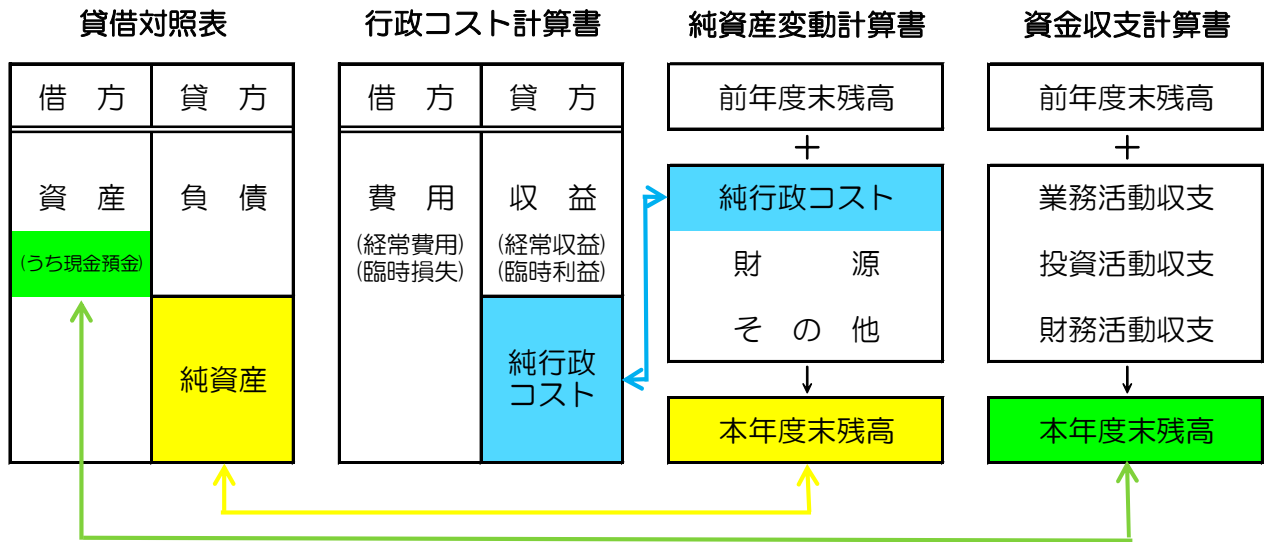 貸借対照表
借 方
貸 方
資 産
(うち現金預金)
負 債
純資産
行政コスト計算書
借 方
貸 方
費 用
(経常費用)
(臨時損失)
収 益
(経常収益)
(臨時利益)
純行政
コスト
純資産変動計算書
前年度末残高
＋
純行政コスト
財 源
そ の 他
本年度末残高
資金収支計算書
前年度末残高
＋
業務活動収支
投資活動収支
財務活動収支
本年度末残高